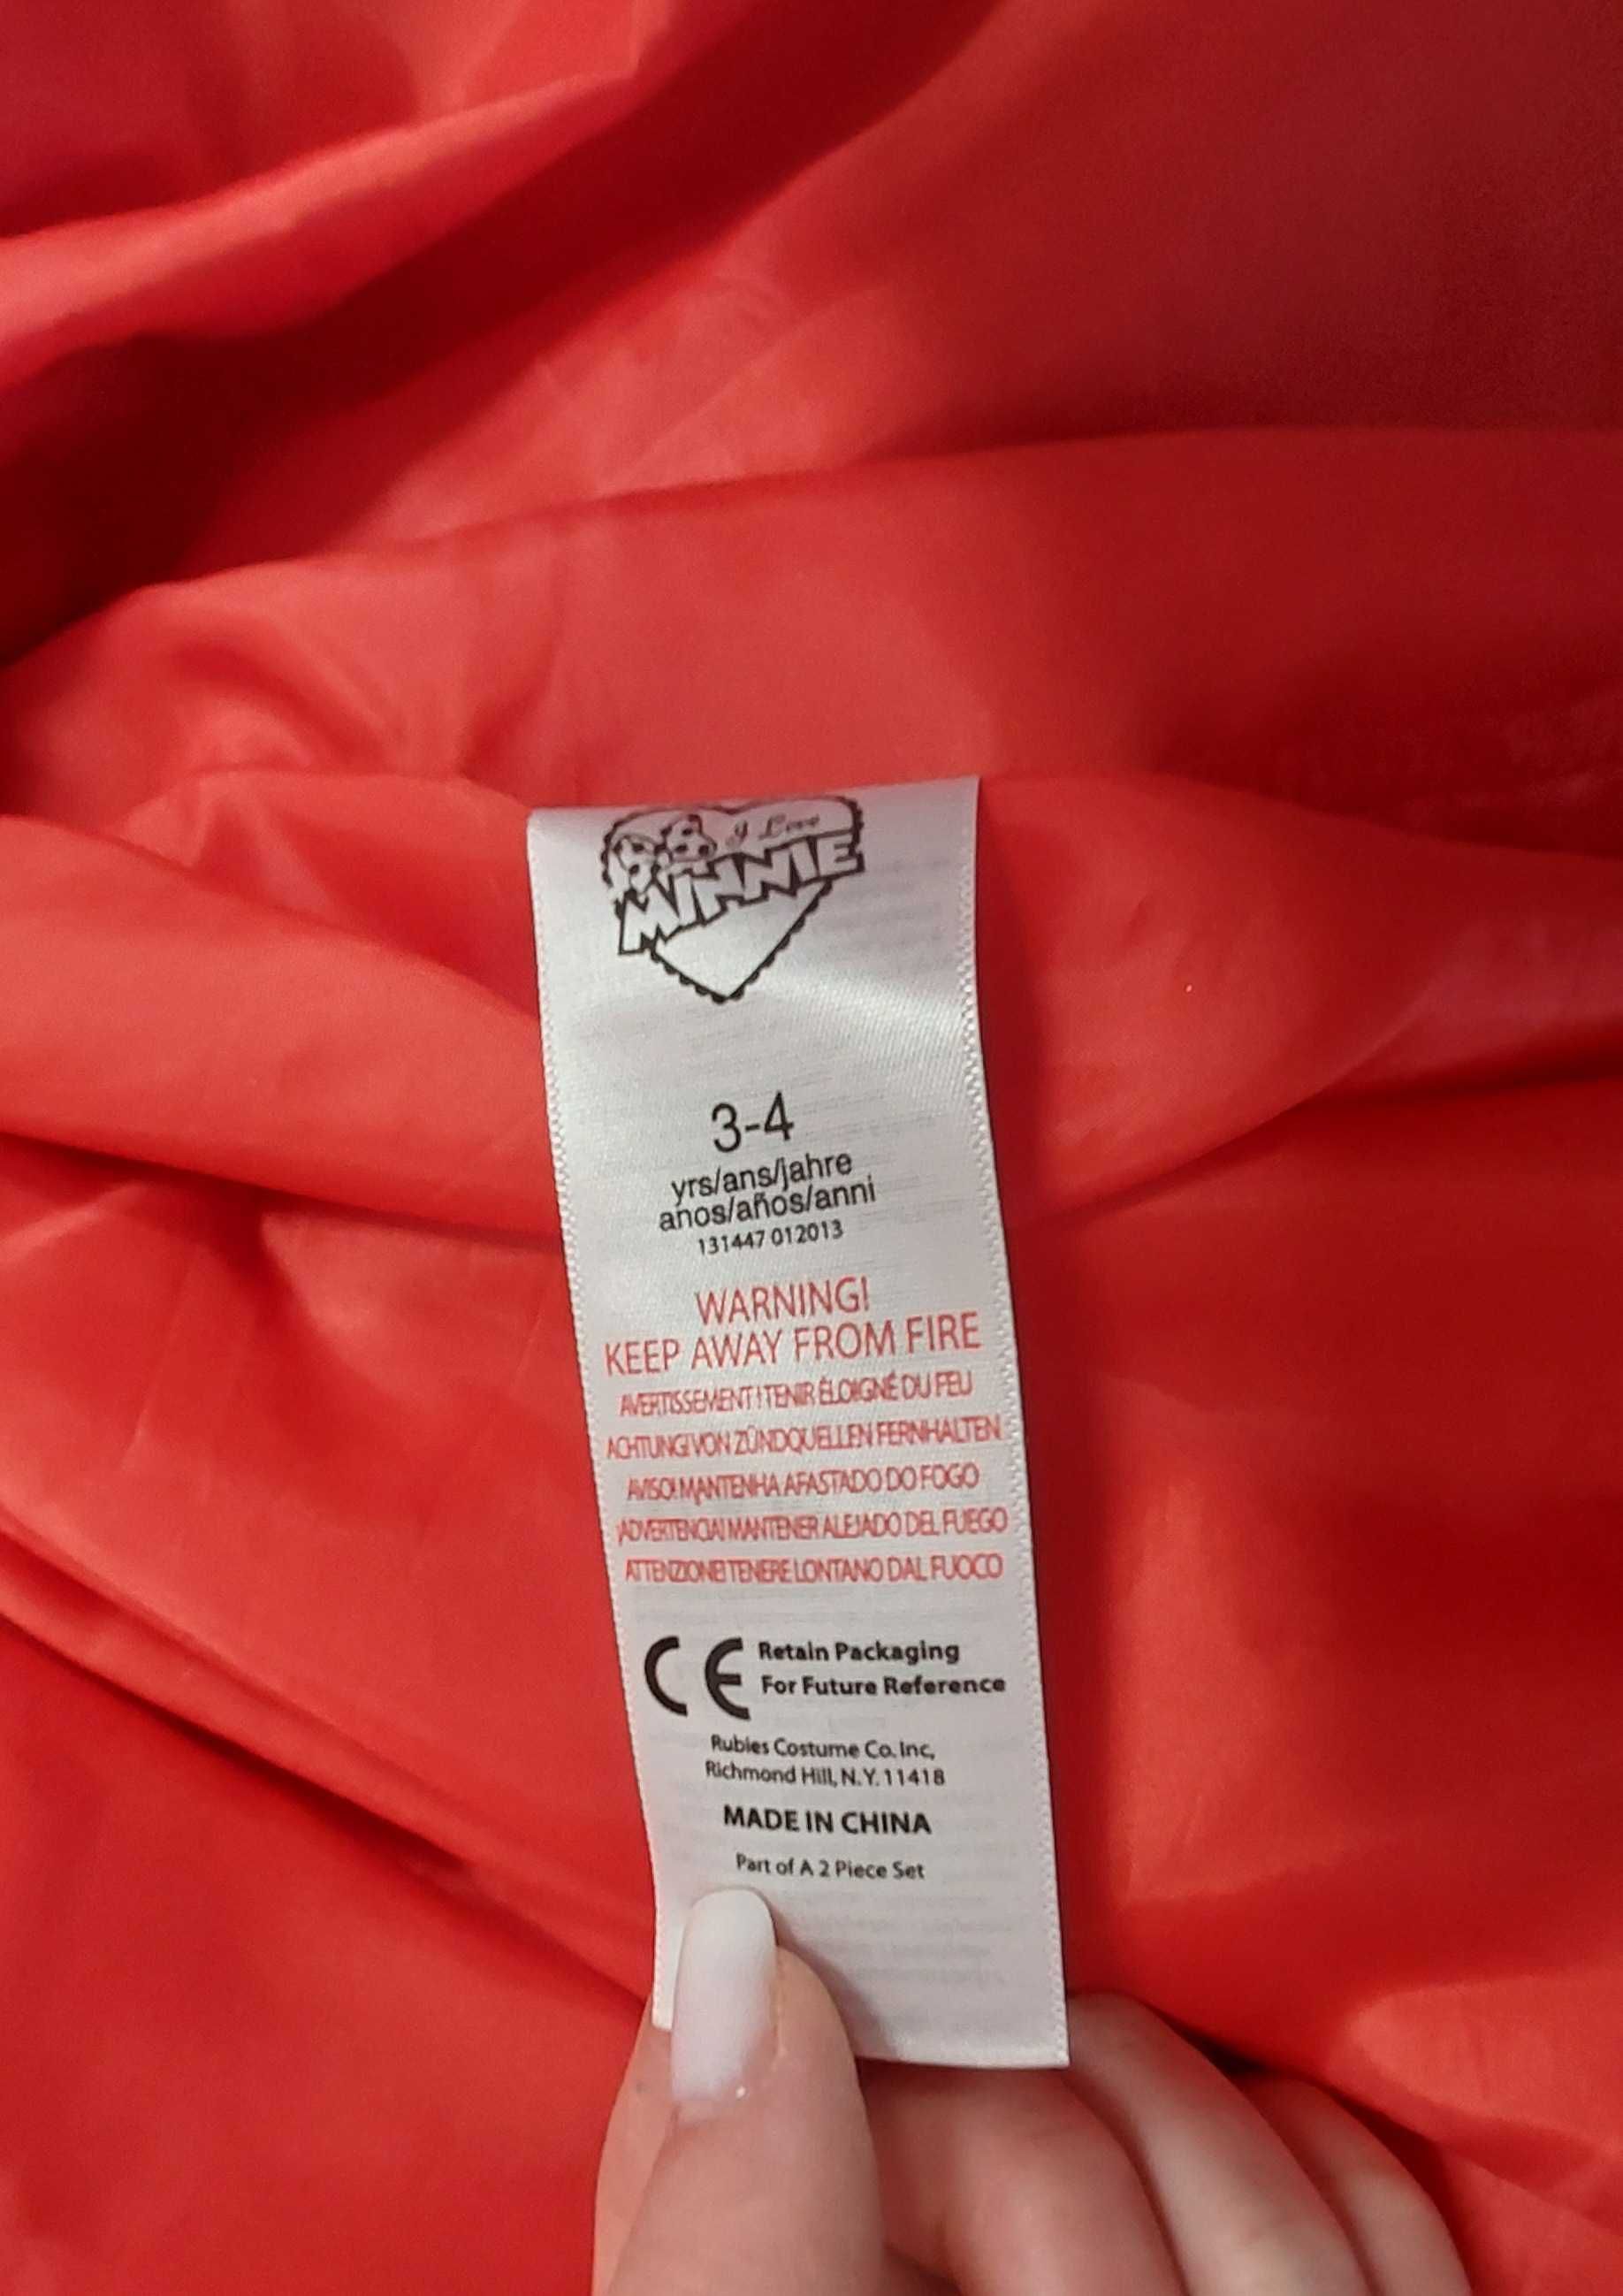 I Love
MINNIE
3-4
yrs/ans/jahre
anos/años/anni
131447 012013
WARNING!
KEEP AWAY FROM FIRE
AVERTISSEMENT! TENIR ÉLOIGNÉ DU FEU
ACHTUNG! VON ZÜNDQUELLEN FERNHALTEN
AVISO! MANTENHA AFASTADO DO FOGO
¡ADVERTENCIA! MANTENER ALEJADO DEL FUEGO
ATTENZIONE! TENERE LONTANO DAL FUOCO
CE Retain Packaging
For Future Reference
Rubies Costume Co. Inc,
Richmond Hill, N.Y. 11418
MADE IN CHINA
Part of A 2 Piece Set